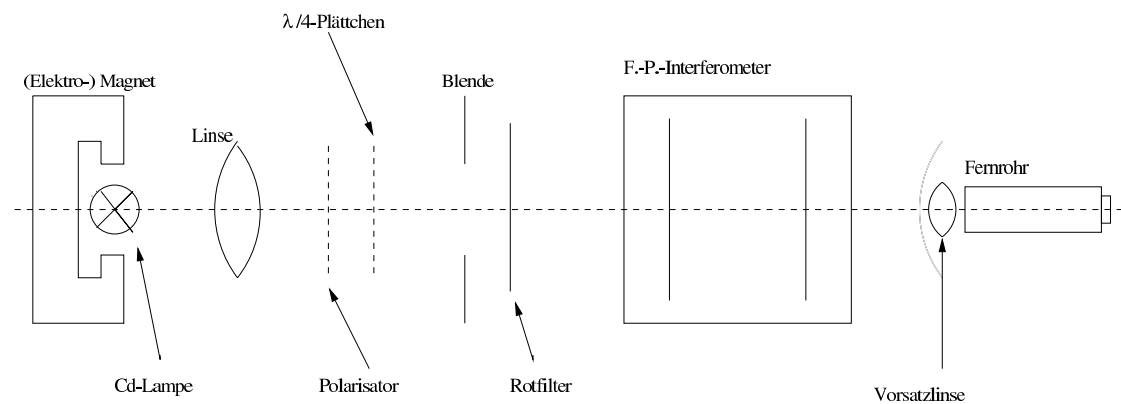 λ/4-Plättchen
(Elektro-) Magnet
Blende
F.-P.-Interferometer
Linse
Fernrohr
Cd-Lampe
Polarisator
Rotfilter
Vorsatzlinse